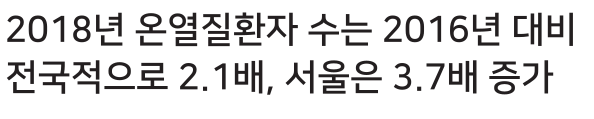 2018년 온열질환자 수는 2016년 대비
전국적으로 2.1배, 서울은 3.7배 증가